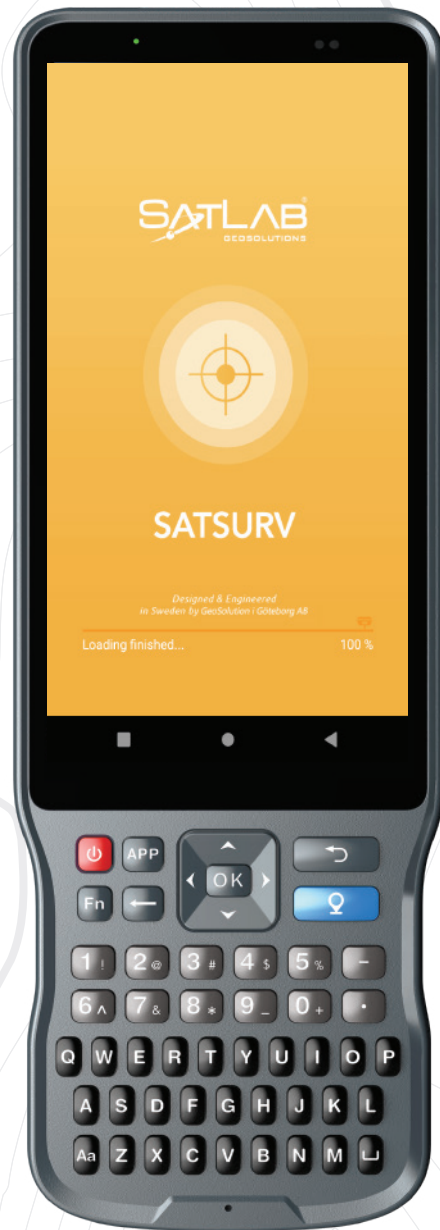 SATLAB®
GEOSOLUTIONS
SATSURV
Designed & Engineered
in Sweden by GeoSolution i Göteborg AB
Loading finished... 100 %
APP
OK
Fn
1 ! 2 @ 3 # 4 $ 5 % -
6 ^ 7 & 8 * 9 _ 0 + .
Q W E R T Y U I O P
A S D F G H J K L
Aa Z X C V B N M